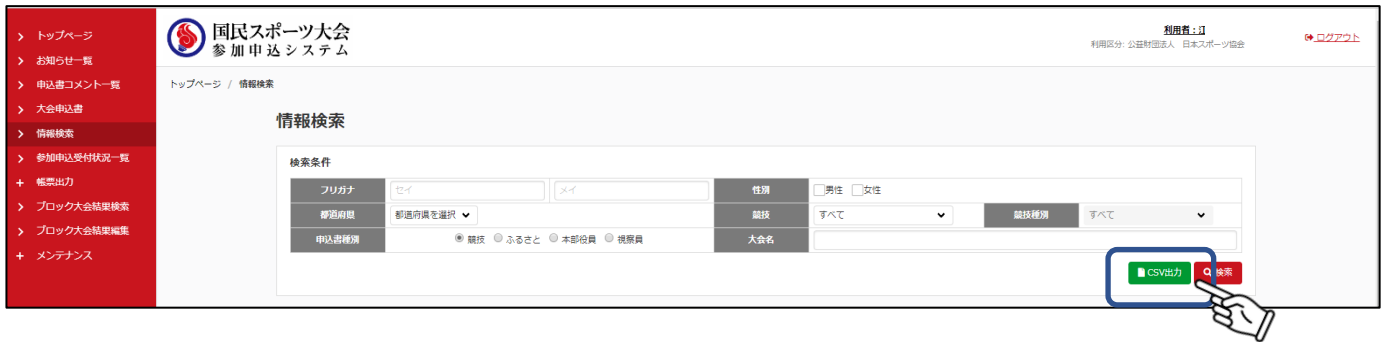 トップページ
お知らせ一覧
申込書コメント一覧
大会申込書
情報検索
参加申込受付状況一覧
帳票出力
ブロック大会結果検索
ブロック大会結果編集
メンテナンス
国民スポーツ大会
参加申込システム
利用者：江
利用区分: 公益財団法人 日本スポーツ協会
ログアウト
トップページ / 情報検索
情報検索
検索条件
フリガナ セイ メイ 性別 男性 女性
都道府県 都道府県を選択 競技 すべて 競技種別 すべて
申込書種別 競技 ふるさと 本部役員 視察員 大会名
CSV出力 検索